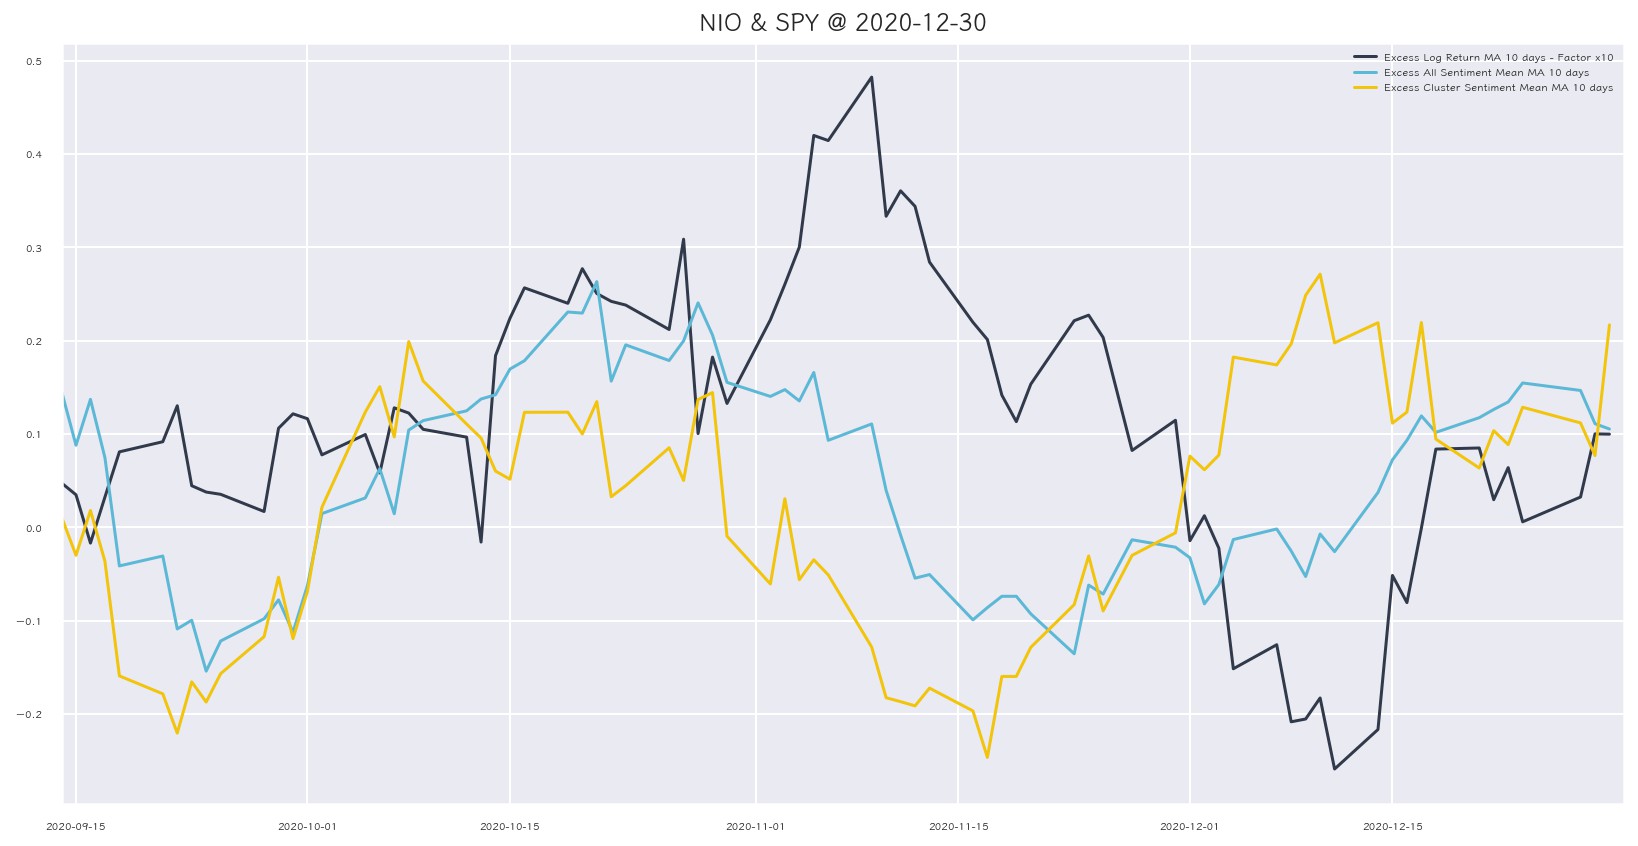 NIO & SPY @ 2020-12-30
Excess Log Return MA 10 days - Factor x10
Excess All Sentiment Mean MA 10 days
Excess Cluster Sentiment Mean MA 10 days
0.5
0.4
0.3
0.2
0.1
0.0
−0.1
−0.2
2020-09-15 2020-10-01 2020-10-15 2020-11-01 2020-11-15 2020-12-01 2020-12-15